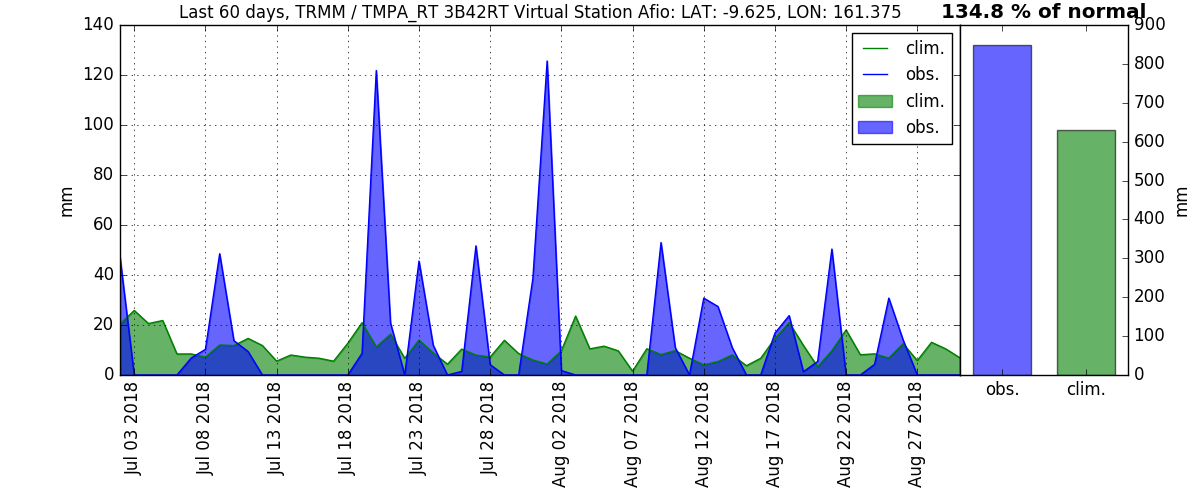 Last 60 days, TRMM / TMPA_RT 3B42RT Virtual Station Afio: LAT: -9.625, LON: 161.375
134.8 % of normal
mm
140
120
100
80
60
40
20
0
clim.
obs.
clim.
obs.
Jul 03 2018
Jul 08 2018
Jul 13 2018
Jul 18 2018
Jul 23 2018
Jul 28 2018
Aug 02 2018
Aug 07 2018
Aug 12 2018
Aug 17 2018
Aug 22 2018
Aug 27 2018
900
800
700
600
500
400
300
200
100
0
mm
obs.
clim.